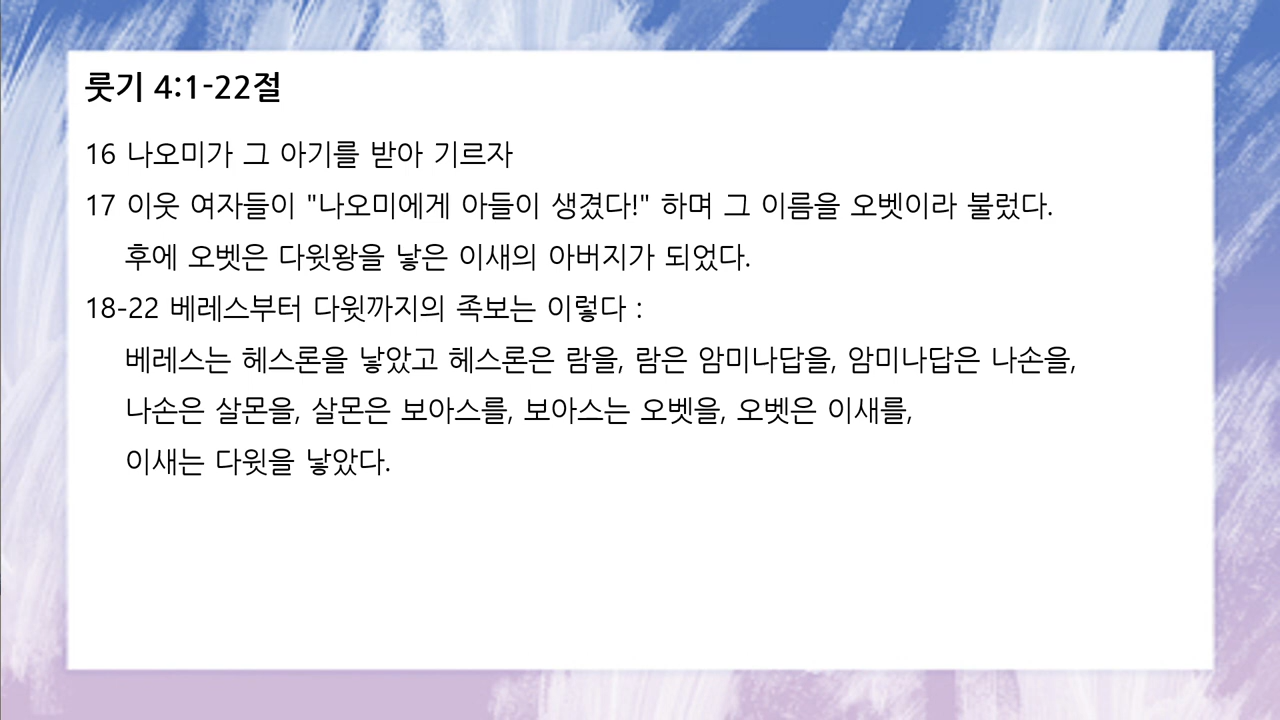 룻기 4:1-22절
16 나오미가 그 아기를 받아 기르자
17 이웃 여자들이 "나오미에게 아들이 생겼다!" 하며 그 이름을 오벳이라 불렀다.
후에 오벳은 다윗왕을 낳은 이새의 아버지가 되었다.
18-22 베레스부터 다윗까지의 족보는 이렇다 :
베레스는 헤스론을 낳았고 헤스론은 람을, 람은 암미나답을, 암미나답은 나손을,
나손은 살몬을, 살몬은 보아스를, 보아스는 오벳을, 오벳은 이새를,
이새는 다윗을 낳았다.